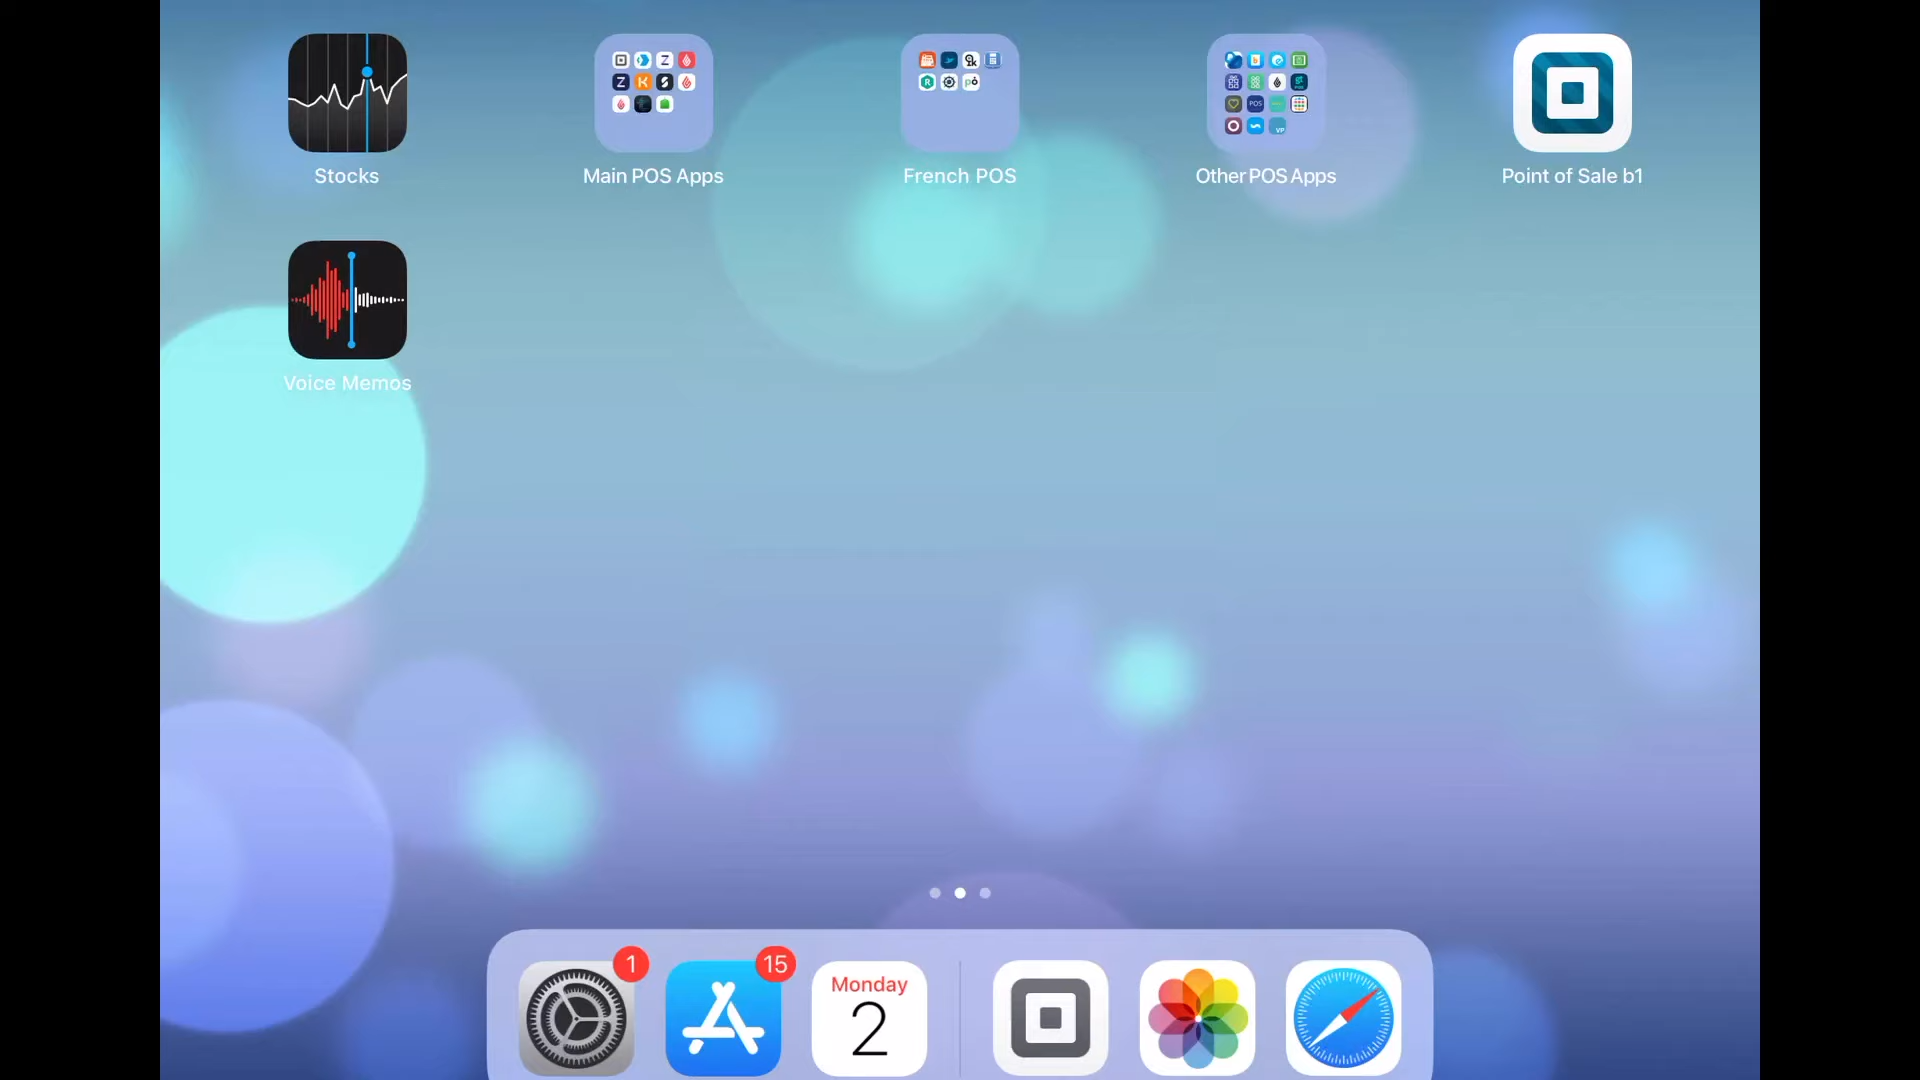 Stocks
Main POS Apps
French POS
Other POS Apps
Point of Sale b1
Voice Memos
1
15
Monday
2